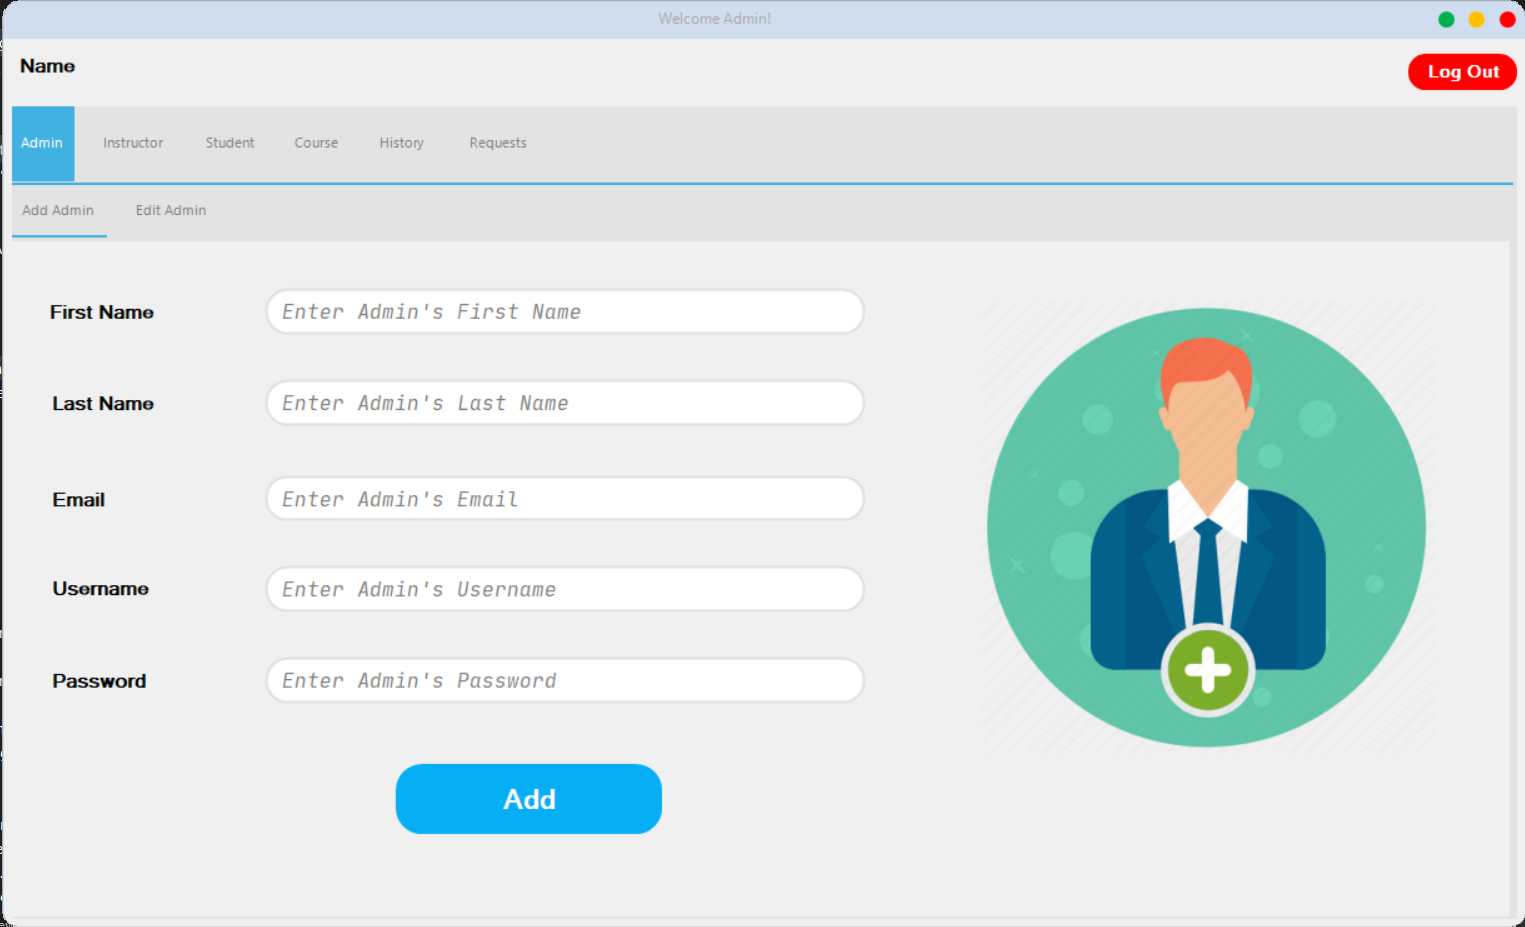 Welcome Admin!
Name
Log Out
Admin Instructor Student Course History Requests
Add Admin Edit Admin
First Name Enter Admin's First Name
Last Name Enter Admin's Last Name
Email Enter Admin's Email
Username Enter Admin's Username
Password Enter Admin's Password
Add